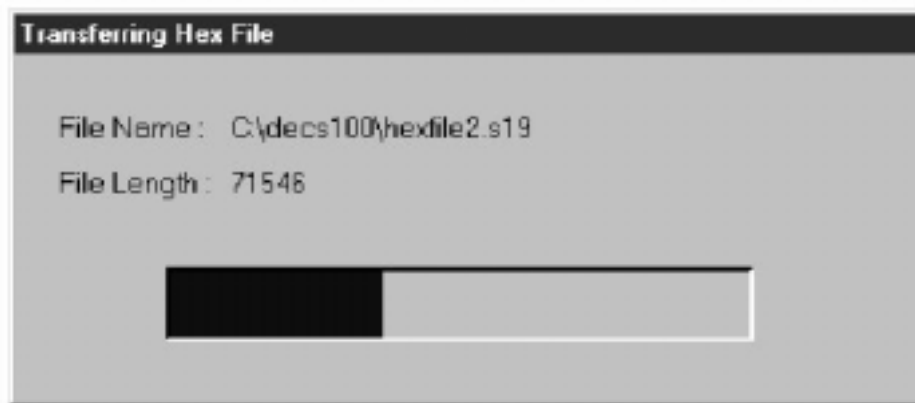 Transferring Hex File
File Name : C:\decs100\hexfile2.s19
File Length : 71546